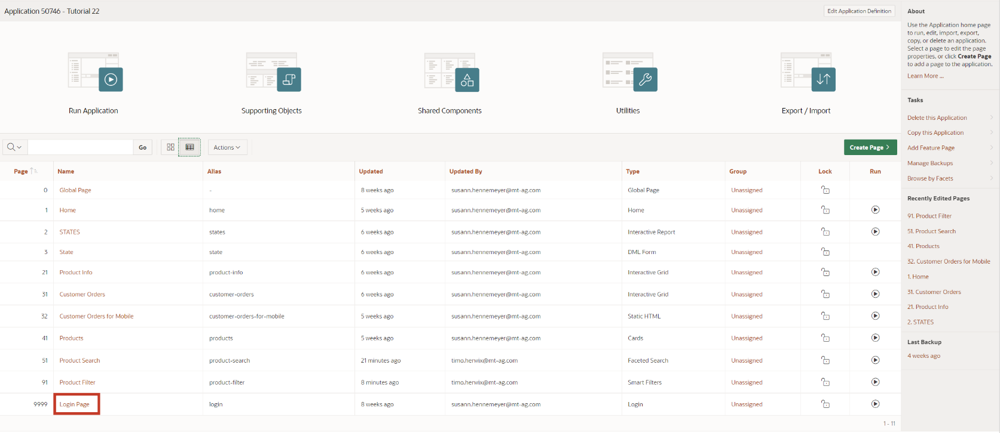 Application 50746 - Tutorial 22
Edit Application Definition
Run Application
Supporting Objects
Shared Components
Utilities
Export / Import
Go
Actions
Create Page
Page Name Alias Updated Updated By Type Group Lock Run
0 Global Page - 8 weeks ago susann.hennemeyer@mt-ag.com Global Page Unassigned
1 Home home 5 weeks ago susann.hennemeyer@mt-ag.com Home Unassigned
2 STATES states 6 weeks ago susann.hennemeyer@mt-ag.com Interactive Report Unassigned
3 State state 6 weeks ago susann.hennemeyer@mt-ag.com DML Form Unassigned
21 Product Info product-info 6 weeks ago susann.hennemeyer@mt-ag.com Interactive Grid Unassigned
31 Customer Orders customer-orders 6 weeks ago susann.hennemeyer@mt-ag.com Interactive Grid Unassigned
32 Customer Orders for Mobile customer-orders-for-mobile 5 weeks ago susann.hennemeyer@mt-ag.com Static HTML Unassigned
41 Products products 5 weeks ago susann.hennemeyer@mt-ag.com Cards Unassigned
51 Product Search product-search 21 minutes ago timo.herwix@mt-ag.com Faceted Search Unassigned
91 Product Filter product-filter 8 minutes ago timo.herwix@mt-ag.com Smart Filters Unassigned
9999 Login Page login 8 weeks ago susann.hennemeyer@mt-ag.com Login Unassigned
1 - 11
About
Use the Application home page
to run, edit, import, export,
copy, or delete an application.
Select a page to edit the page
properties, or click Create Page
to add a page to the application.
Learn More ...
Tasks
Delete this Application
Copy this Application
Add Feature Page
Manage Backups
Browse by Facets
Recently Edited Pages
91. Product Filter
51. Product Search
41. Products
32. Customer Orders for Mobile
1. Home
31. Customer Orders
21. Product Info
2. STATES
Last Backup
4 weeks ago